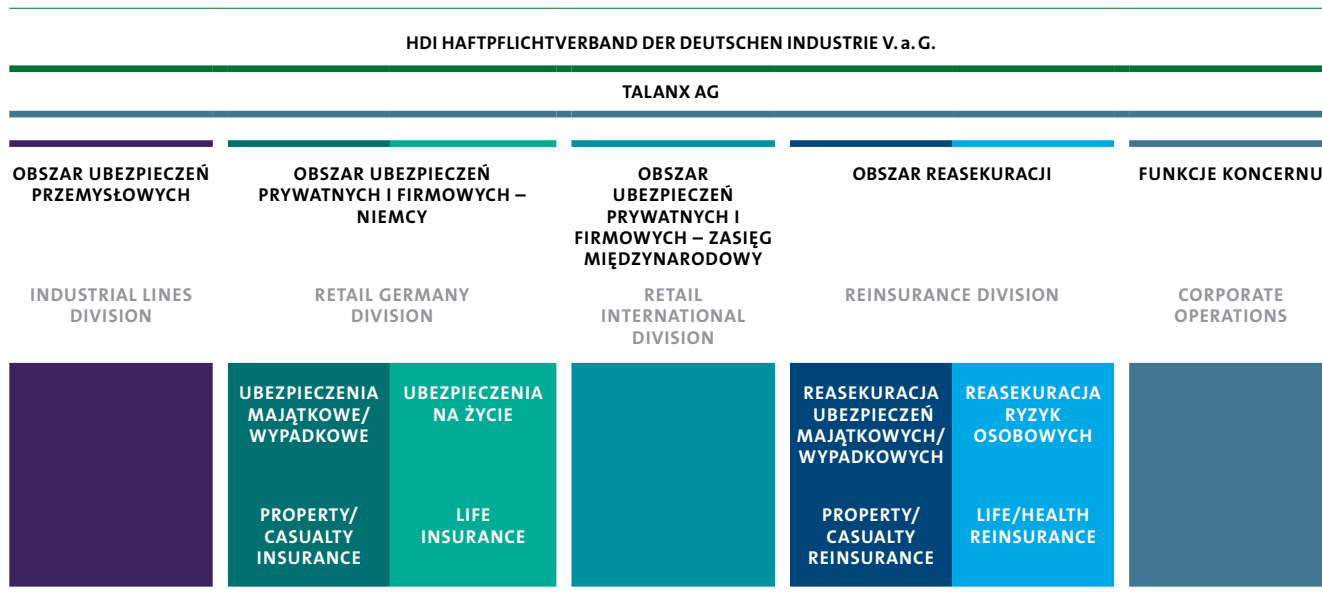 HDI HAFTPFLICHTVERBAND DER DEUTSCHEN INDUSTRIE V. a. G.
TALANX AG
OBSZAR UBEZPIECZEŃ
PRZEMYSŁOWYCH
OBSZAR UBEZPIECZEŃ
PRYWATNYCH I FIRMOWYCH –
NIEMCY
OBSZAR
UBEZPIECZEŃ
PRYWATNYCH I
FIRMOWYCH – ZASIĘG
MIĘDZYNARODOWY
OBSZAR REASEKURACJI
FUNKCJE KONCERNU
INDUSTRIAL LINES
DIVISION
RETAIL GERMANY
DIVISION
RETAIL
INTERNATIONAL
DIVISION
REINSURANCE DIVISION
CORPORATE
OPERATIONS
UBEZPIECZENIA
MAJĄTKOWE/
WYPADKOWE
UBEZPIECZENIA
NA ŻYCIE
REASEKURACJA
UBEZPIECZEŃ
MAJĄTKOWYCH/
WYPADKOWYCH
REASEKURACJA
RYZYK
OSOBOWYCH
PROPERTY/
CASUALTY
INSURANCE
LIFE
INSURANCE
PROPERTY/
CASUALTY
REINSURANCE
LIFE/HEALTH
REINSURANCE